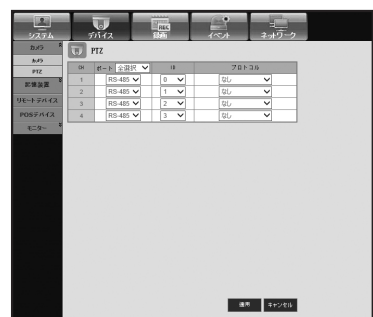 システム デバイス 録画 イベント ネットワーク
REC
カメラ
カメラ
PTZ
記憶装置
リモートデバイス
POSデバイス
モニター
PTZ
CH ポート 全選択 ID プロトコル
1 RS-485 0 なし
2 RS-485 1 なし
3 RS-485 2 なし
4 RS-485 3 なし
適用 キャンセル